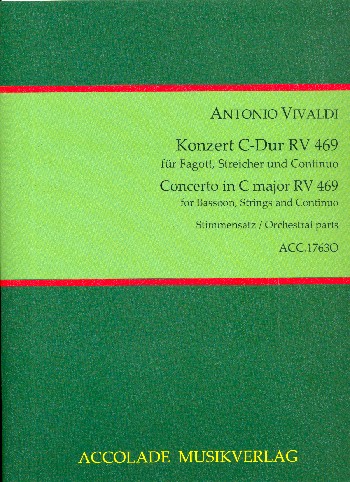 ANTONIO VIVALDI
Konzert C-Dur RV 469
für Fagott, Streicher und Continuo
Concerto in C major RV 469
for Bassoon, Strings and Continuo
Stimmensatz / Orchestral parts
ACC.1763O
ACCOLADE MUSIKVERLAG